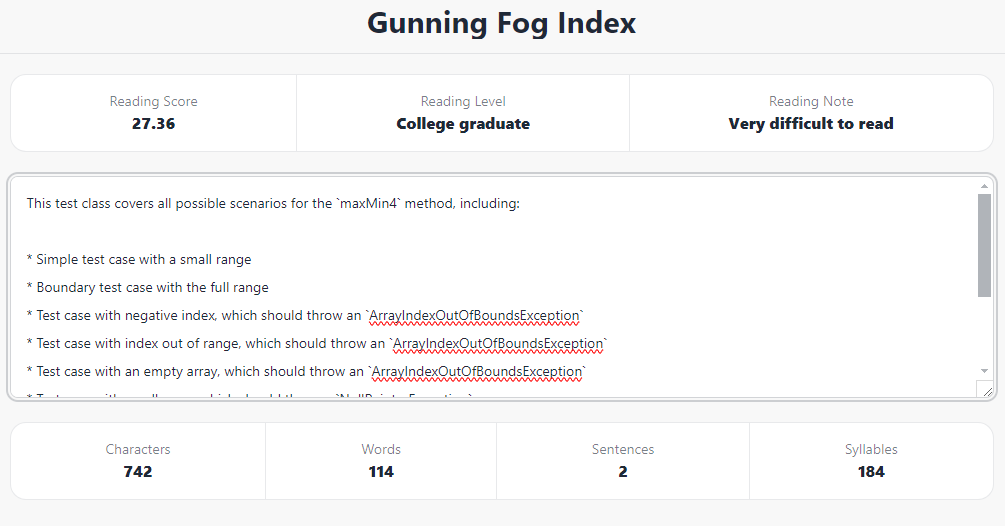 Gunning Fog Index
Reading Score
27.36
Reading Level
College graduate
Reading Note
Very difficult to read
This test class covers all possible scenarios for the `maxMin4` method, including:
* Simple test case with a small range
* Boundary test case with the full range
* Test case with negative index, which should throw an `ArrayIndexOutOfBoundsException`
* Test case with index out of range, which should throw an `ArrayIndexOutOfBoundsException`
* Test case with an empty array, which should throw an `ArrayIndexOutOfBoundsException`
Characters
742
Words
114
Sentences
2
Syllables
184